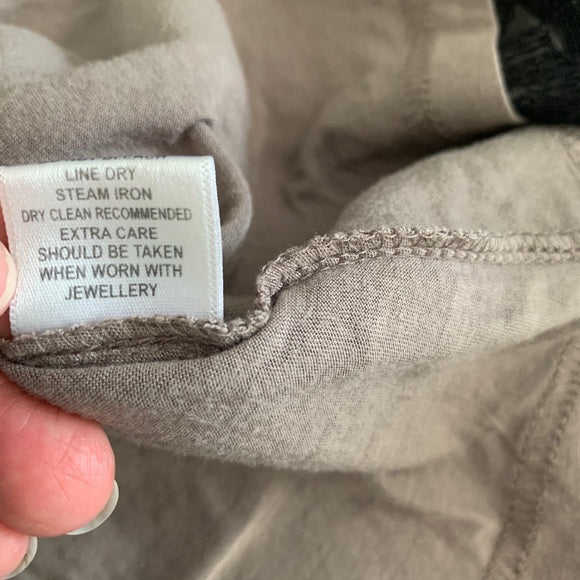 LINE DRY
STEAM IRON
DRY CLEAN RECOMMENDED
EXTRA CARE
SHOULD BE TAKEN
WHEN WORN WITH
JEWELLERY